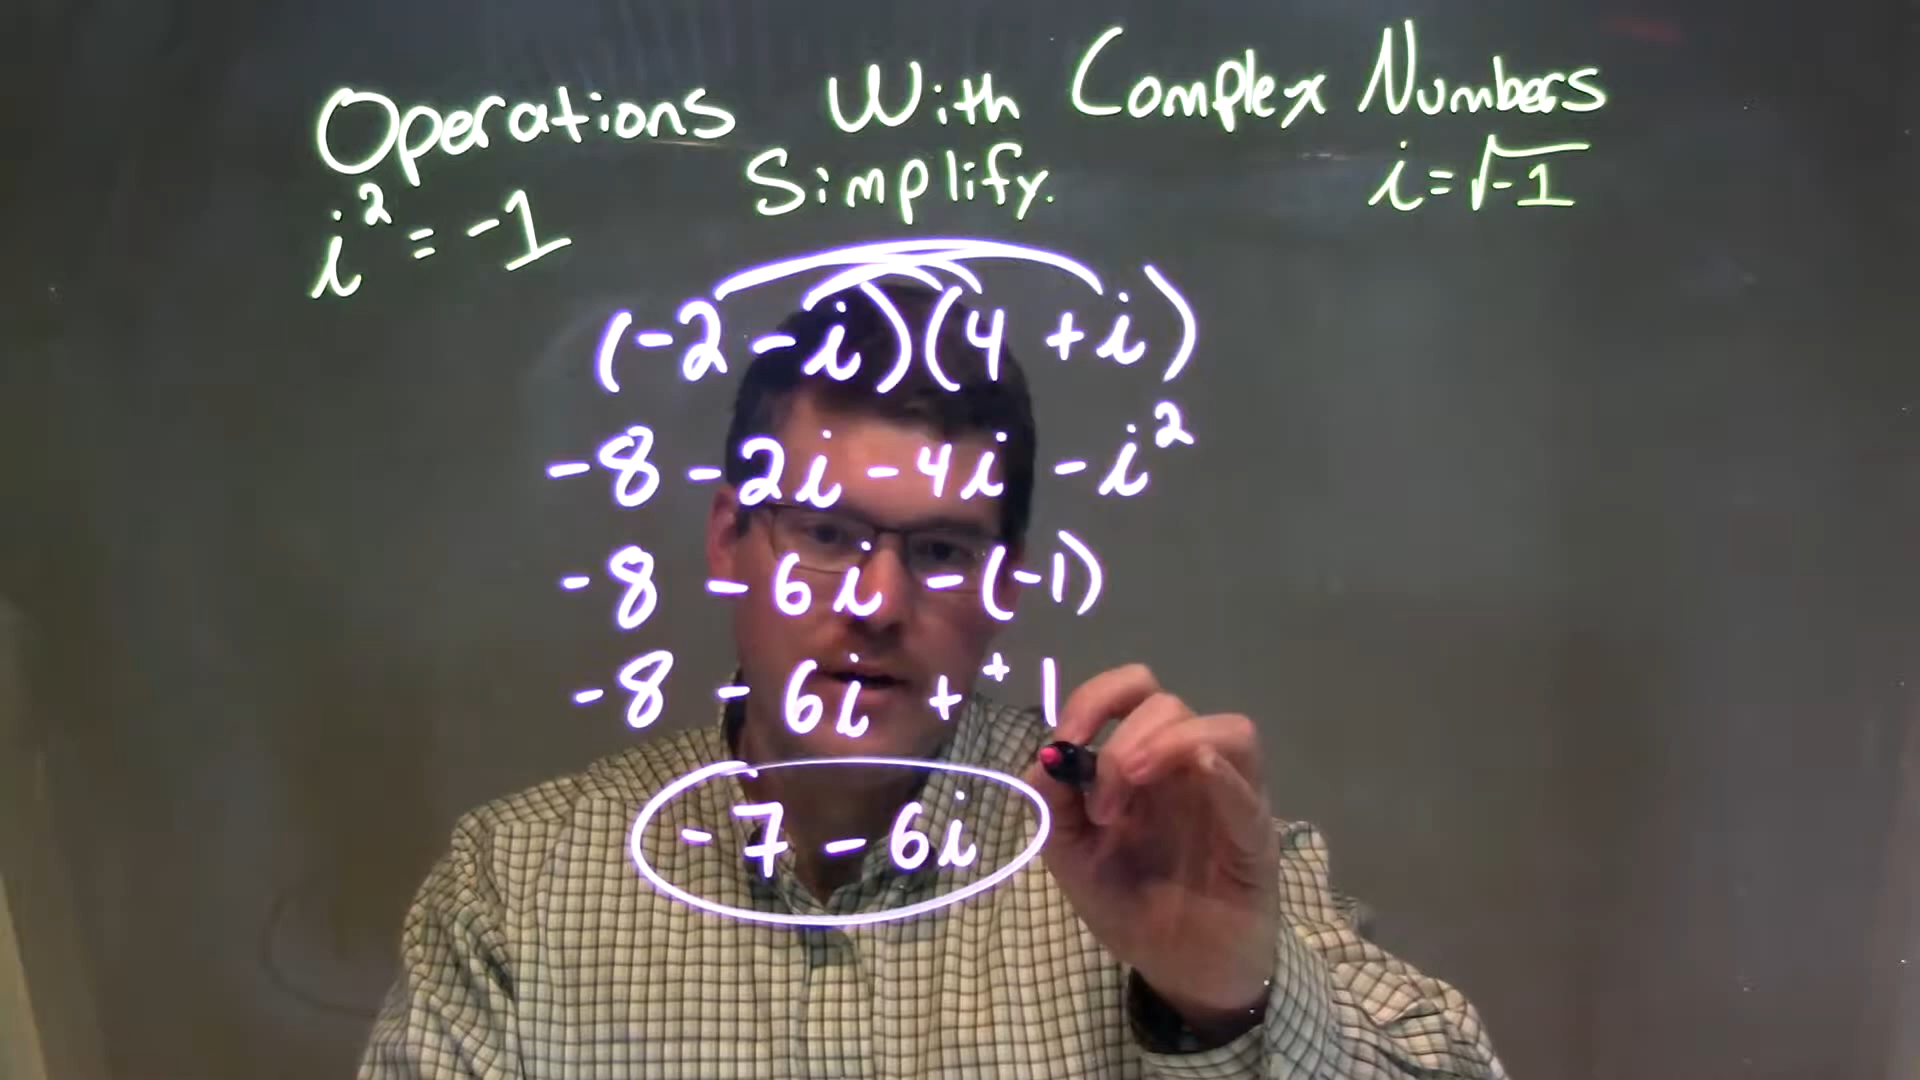 Operations With Complex Numbers
i² = -1 Simplify. i = √-1
(-2 - i)(4 + i)
-8 - 2i - 4i - i²
-8 - 6i - (-1)
-8 - 6i + + 1
-7 - 6i